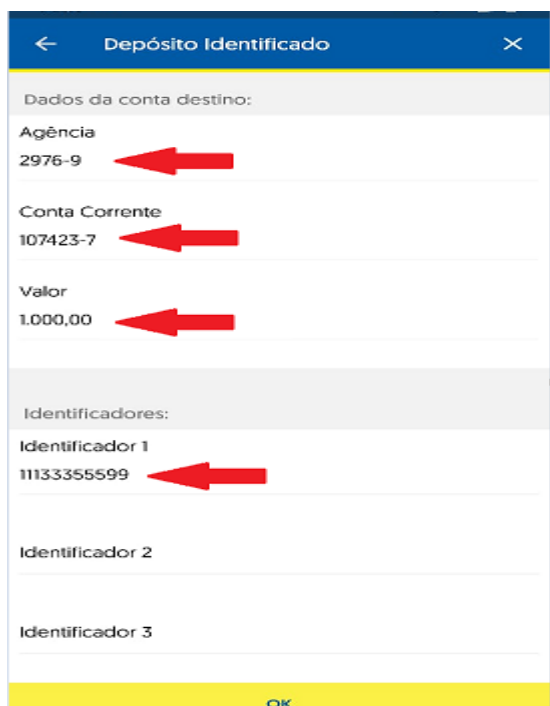 Depósito Identificado
Dados da conta destino:
Agência
2976-9
Conta Corrente
107423-7
Valor
1.000,00
Identificadores:
Identificador 1
11133355599
Identificador 2
Identificador 3
OK